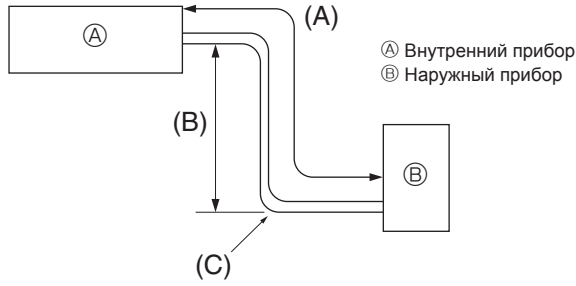 Ⓐ
(A)
Ⓐ Внутренний прибор
Ⓑ Наружный прибор
(B)
Ⓑ
(C)